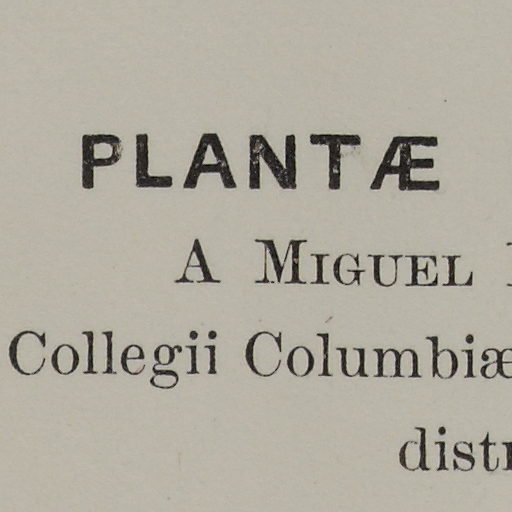 PLANTÆ
A MIGUEL
Collegii Columbiæ
distr